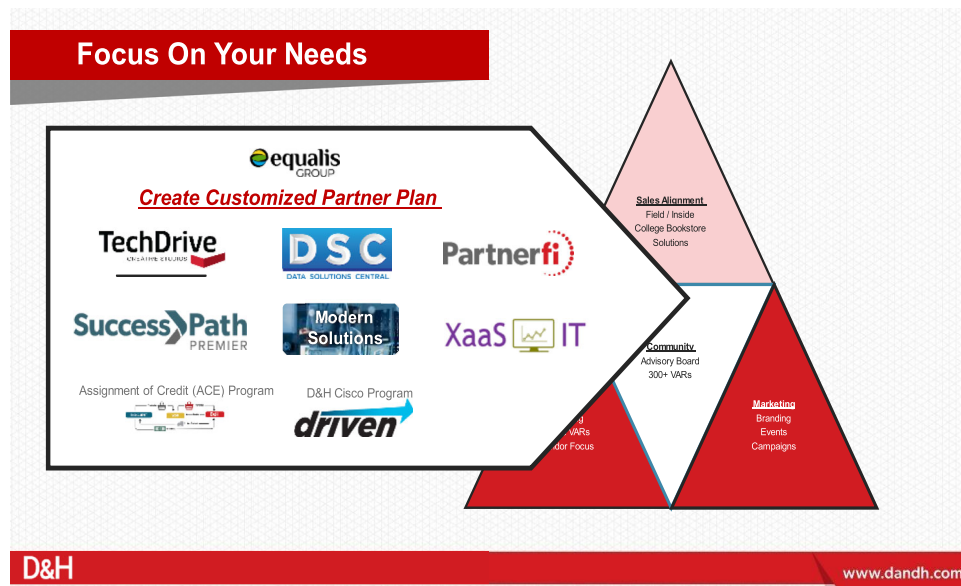 Focus On Your Needs
equalis
GROUP
Create Customized Partner Plan
TechDrive
CREATIVE STUDIOS
DSC
DATA SOLUTIONS CENTRAL
Partnerfi
SuccessPath
PREMIER
Modern
Solutions
XaaS IT
Assignment of Credit (ACE) Program
D&H Cisco Program
driven
Sales Alignment
Field / Inside
College Bookstore
Solutions
Community
Advisory Board
300+ VARs
VARs
Focus
Marketing
Branding
Events
Campaigns
D&H
www.dandh.com